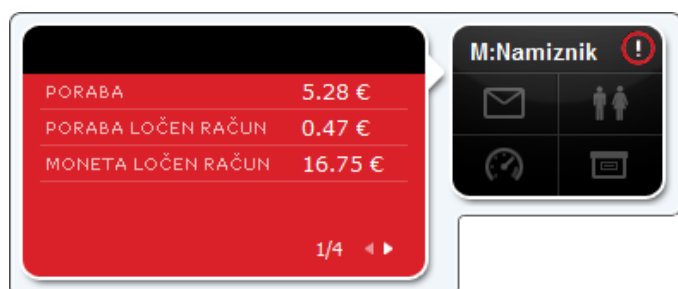 M:Namiznik
PORABA 5.28 €
PORABA LOČEN RAČUN 0.47 €
MONETA LOČEN RAČUN 16.75 €
1/4